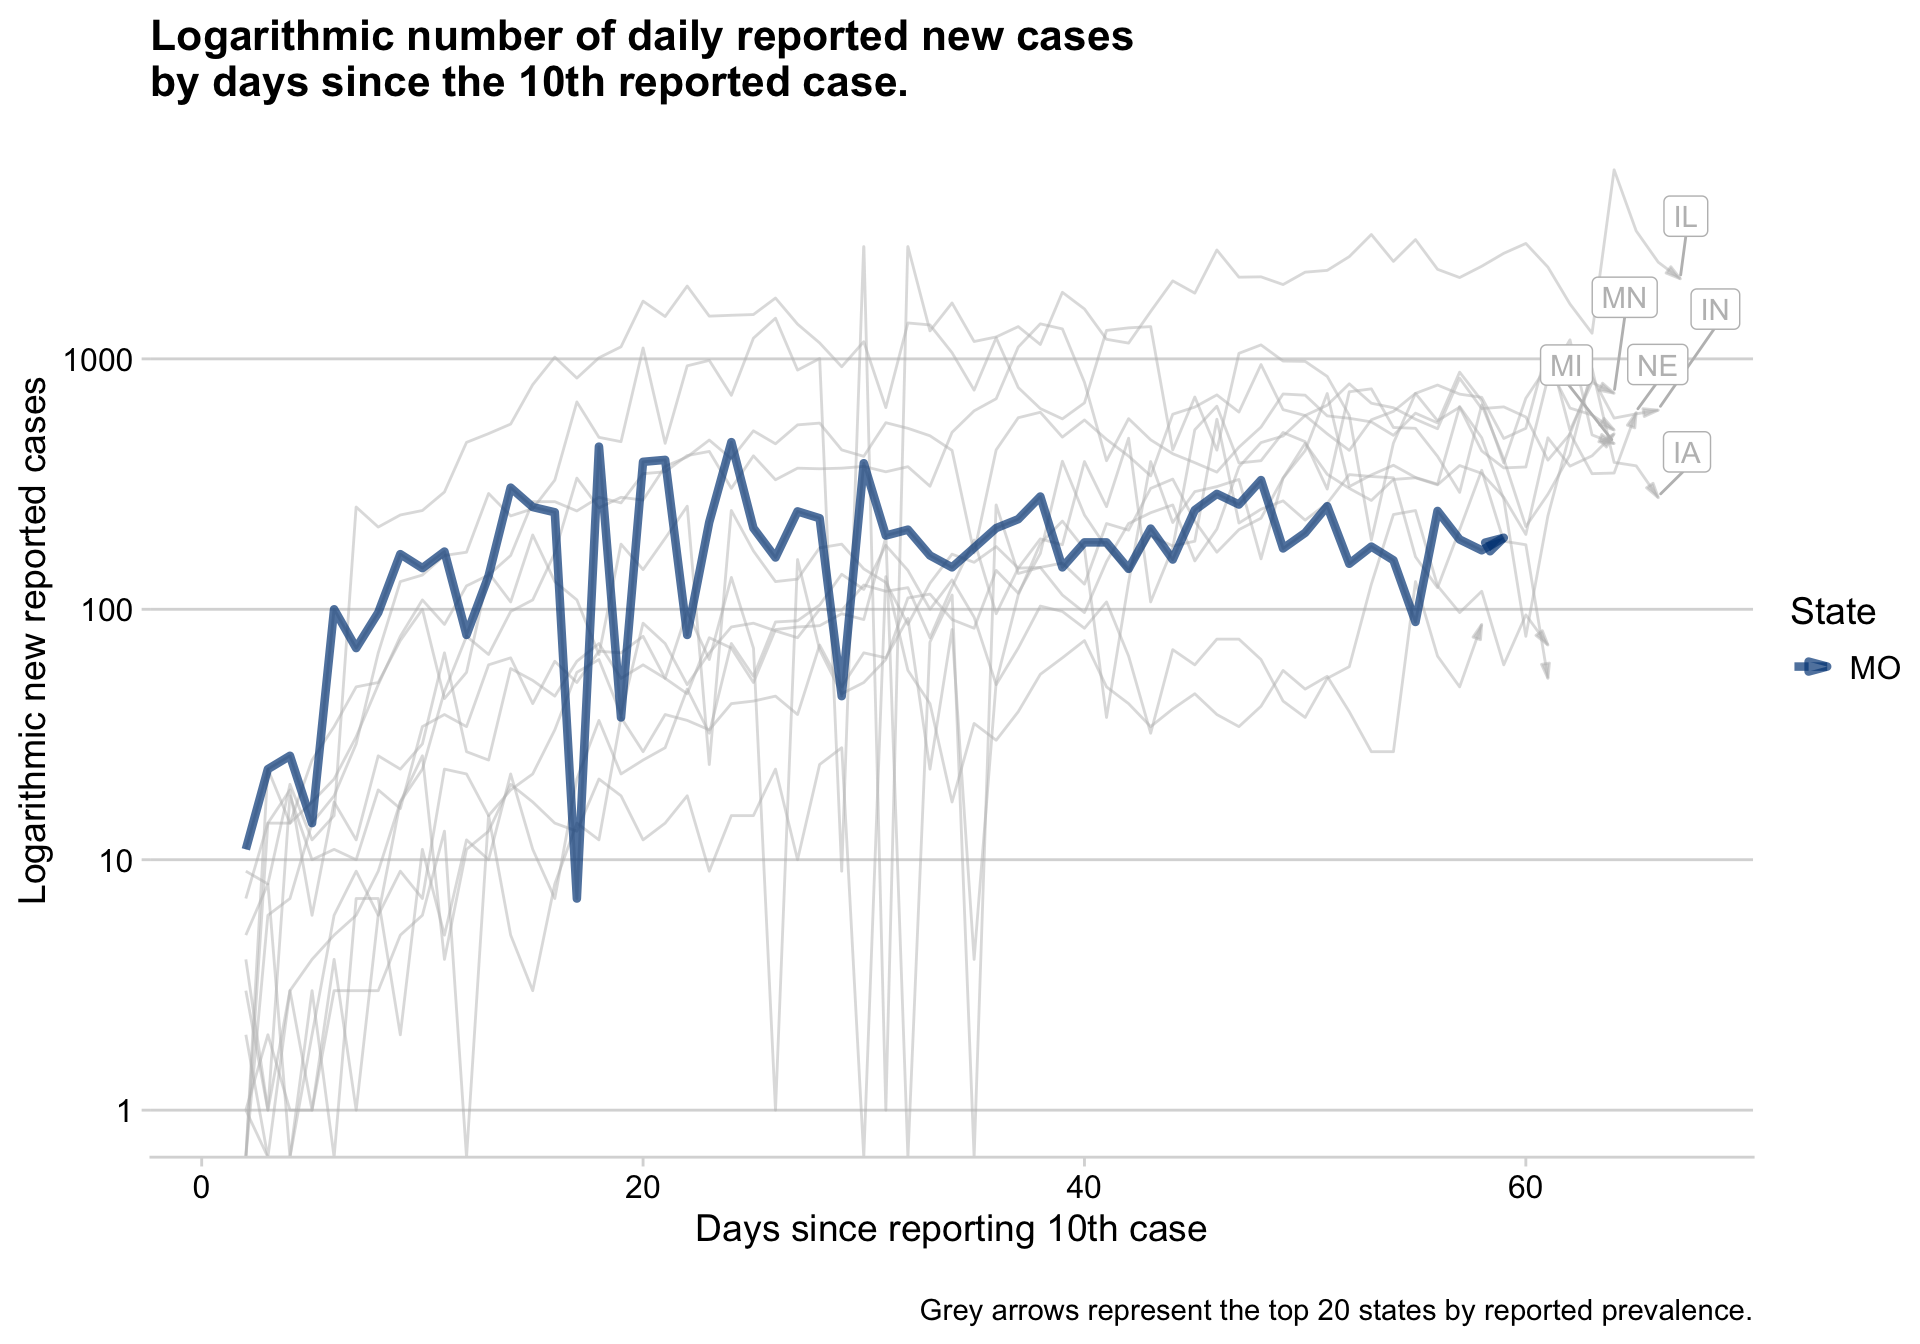 Logarithmic number of daily reported new cases
by days since the 10th reported case.
Logarithmic new reported cases
1000
100
10
1
IL
MN
IN
MI
NE
IA
State
MO
0
20
40
60
Days since reporting 10th case
Grey arrows represent the top 20 states by reported prevalence.